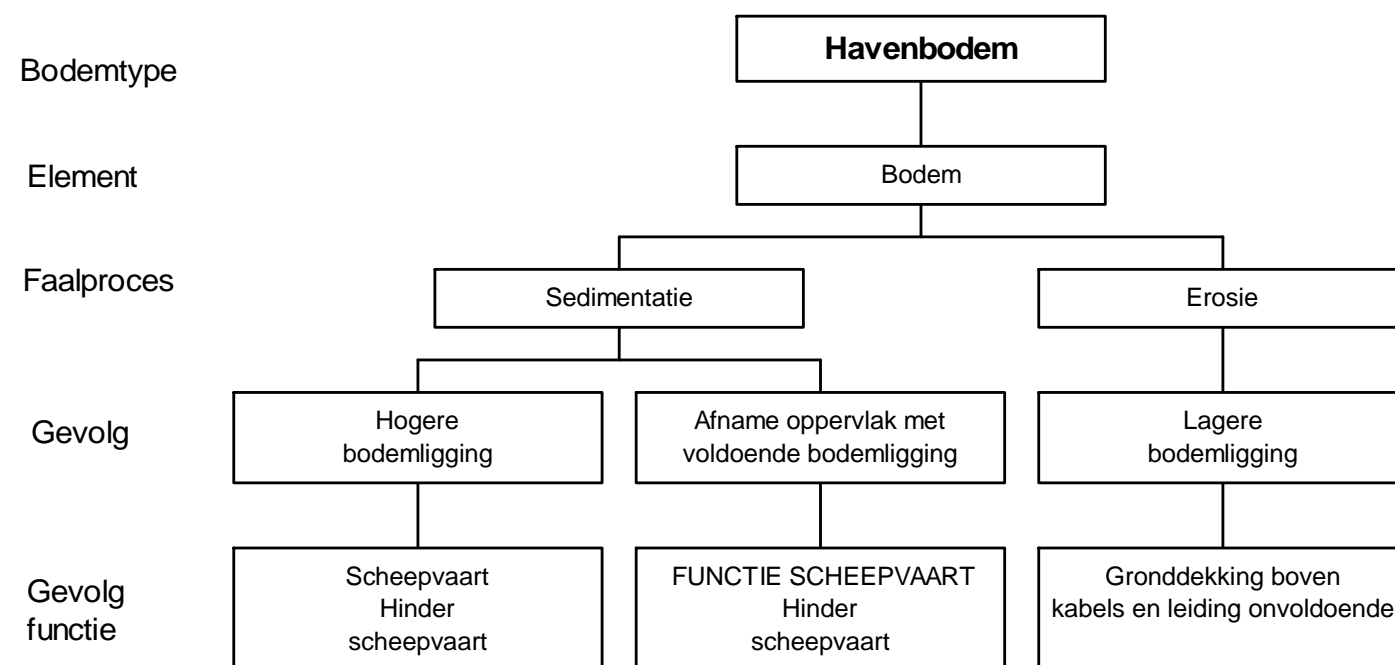 Bodemtype
Havenbodem
Element
Bodem
Faalproces
Sedimentatie
Erosie
Gevolg
Hogere
bodemligging
Afname oppervlak met
voldoende bodemligging
Lagere
bodemligging
Gevolg
functie
Scheepvaart
Hinder
scheepvaart
FUNCTIE SCHEEPVAART
Hinder
scheepvaart
Gronddekking boven
kabels en leiding onvoldoende